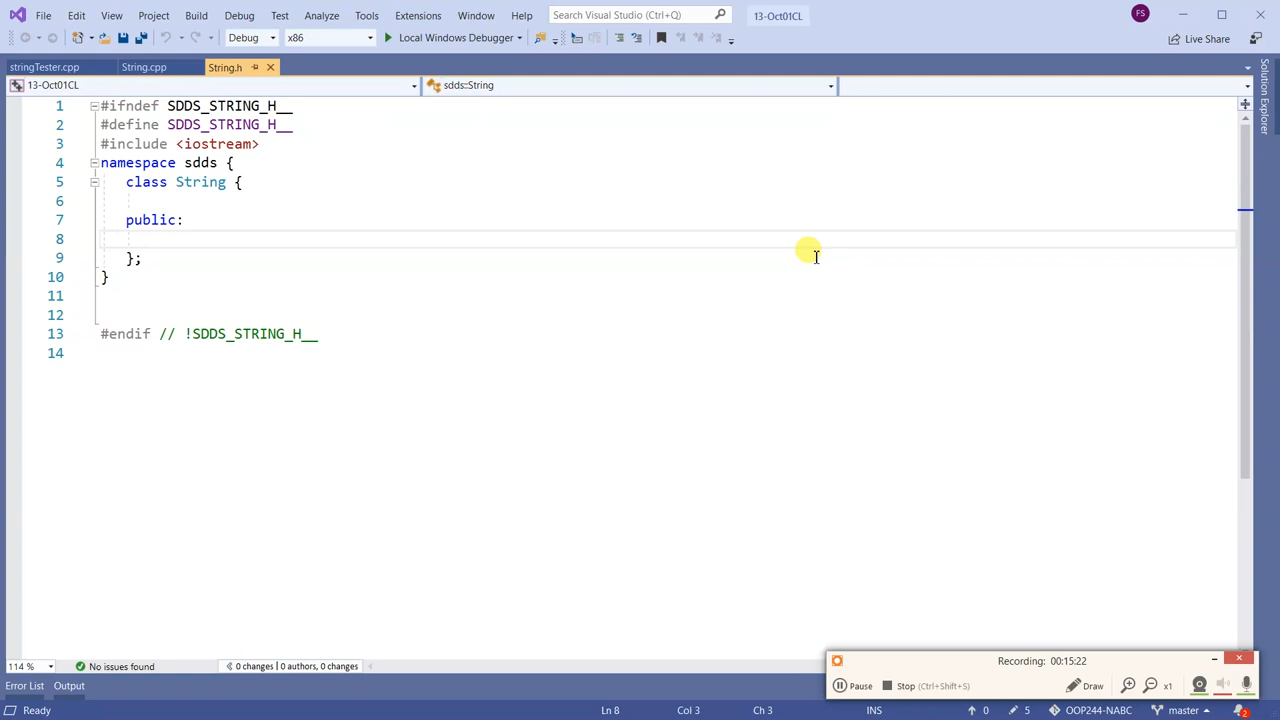 File Edit View Project Build Debug Test Analyze Tools Extensions Window Help Search Visual Studio (Ctrl+Q) 13-Oct01CL FS
Debug x86 Local Windows Debugger Live Share
stringTester.cpp String.cpp String.h
13-Oct01CL sdds::String
Solution Explorer
1 #ifndef SDDS_STRING_H__
2 #define SDDS_STRING_H__
3 #include <iostream>
4 namespace sdds {
5 class String {
6
7 public:
8
9 };
10 }
11
12
13 #endif // !SDDS_STRING_H__
14
114 % No issues found 0 changes | 0 authors, 0 changes
Recording: 00:15:22
Pause Stop (Ctrl+Shift+S) Draw x1
Error List Output
Ready Ln 8 Col 3 Ch 3 INS 0 5 OOP244-NABC master 2